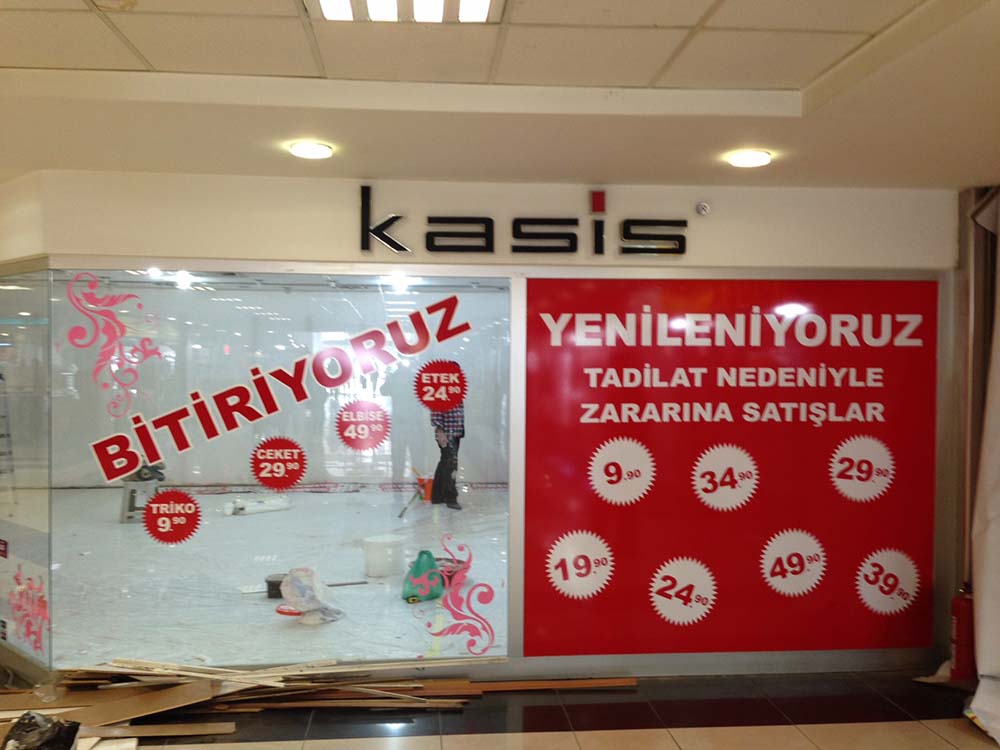 kasis®
BİTİRİYORUZ
ETEK
24.90
ELBİSE
49.90
CEKET
29.90
TRİKO
9.90
YENİLENİYORUZ
TADİLAT NEDENİYLE
ZARARINA SATIŞLAR
9.90
34.90
29.90
19.90
24.90
49.90
39.90